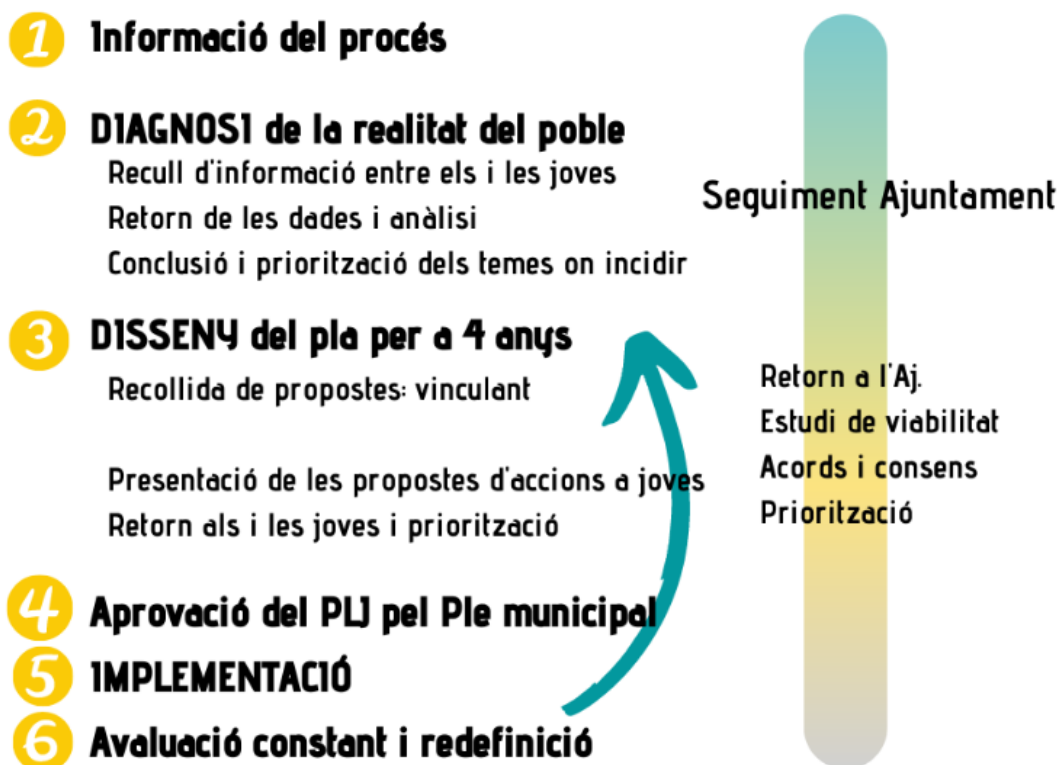 1 Informació del procés
2 DIAGNOSI de la realitat del poble
Recull d'informació entre els i les joves
Retorn de les dades i anàlisi
Conclusió i priorització dels temes on incidir
3 DISSENY del pla per a 4 anys
Recollida de propostes: vinculant
Presentació de les propostes d'accions a joves
Retorn als i les joves i priorització
4 Aprovació del PLJ pel Ple municipal
5 IMPLEMENTACIÓ
6 Avaluació constant i redefinició
Seguiment Ajuntament
Retorn a l'Aj.
Estudi de viabilitat
Acords i consens
Priorització